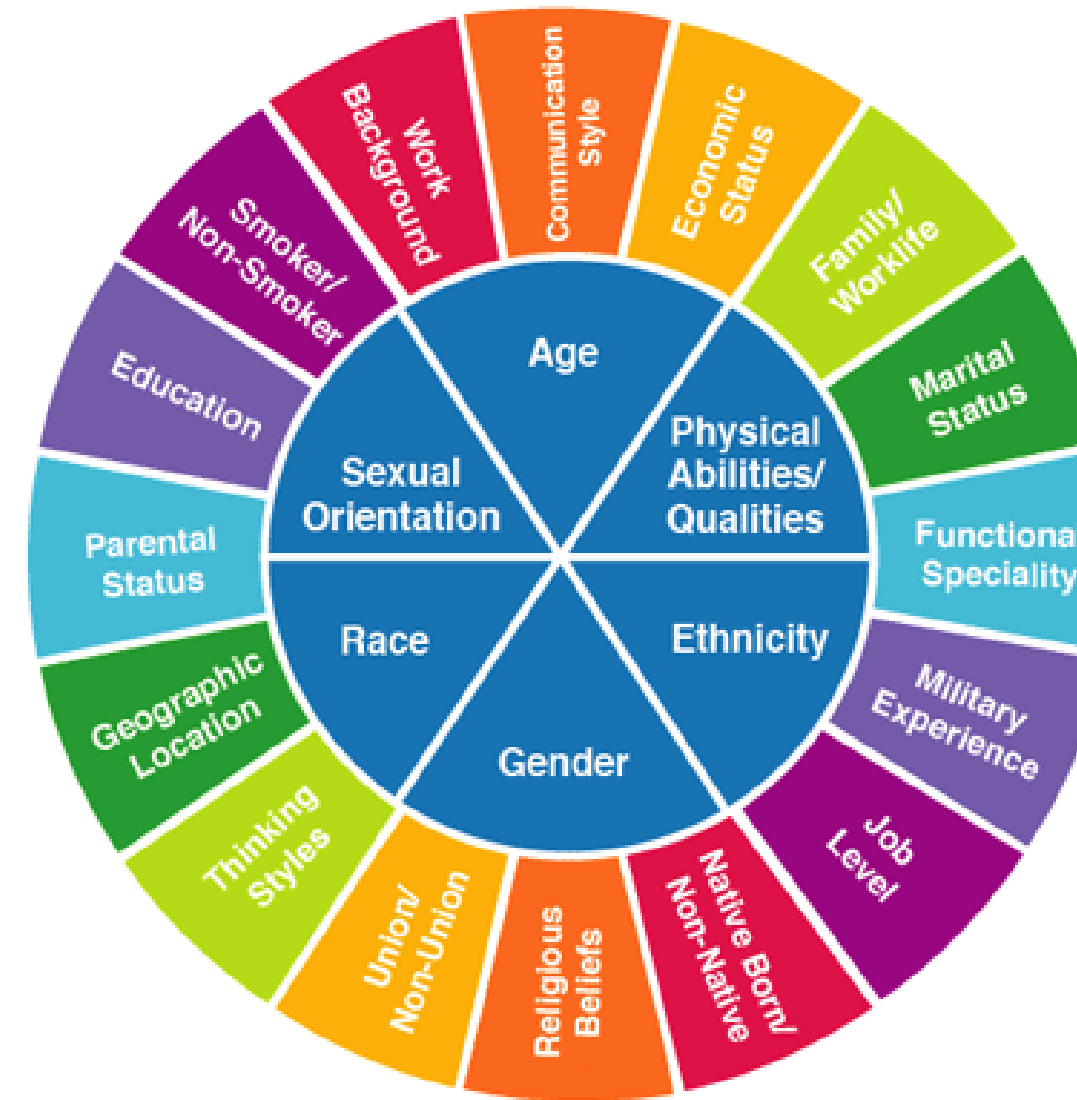 Communication
Style
Economic
Status
Family/
Worklife
Marital
Status
Functiona
Speciality
Military
Experience
Job
Level
Native Born/
Non-Native
Religious
Beliefs
Union/
Non-Union
Thinking
Styles
Geographic
Location
Parental
Status
Education
Smoker/
Non-Smoker
Work
Background
Age
Physical
Abilities/
Qualities
Ethnicity
Gender
Race
Sexual
Orientation